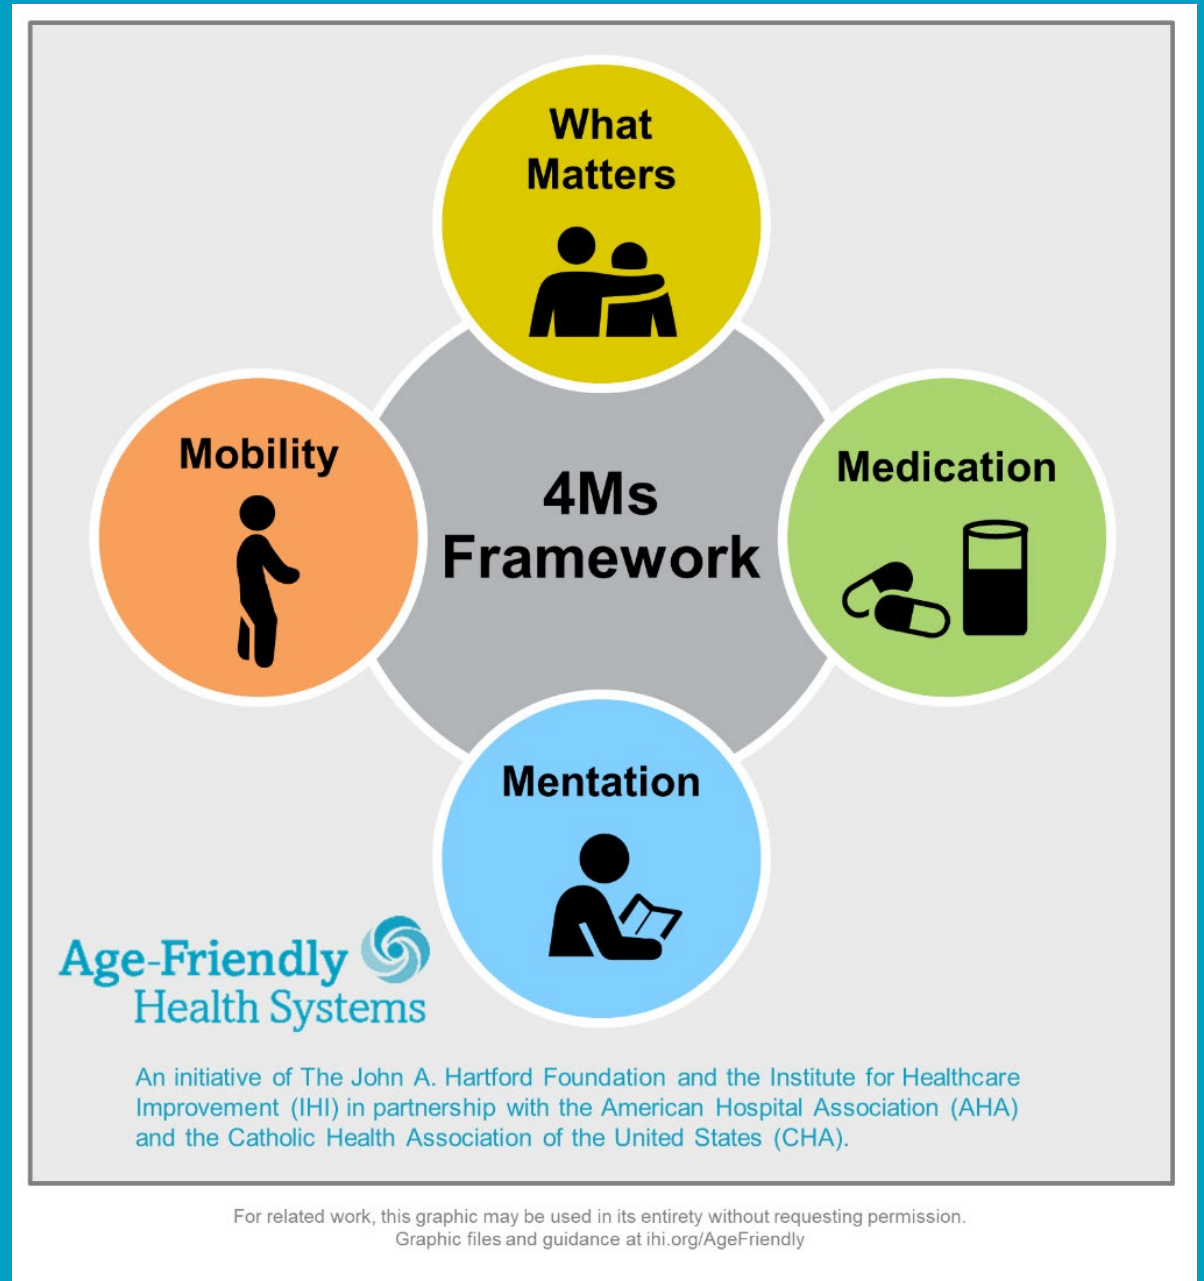 What
Matters
Mobility
4Ms
Framework
Medication
Mentation
Age-Friendly
Health Systems
An initiative of The John A. Hartford Foundation and the Institute for Healthcare
Improvement (IHI) in partnership with the American Hospital Association (AHA)
and the Catholic Health Association of the United States (CHA).
For related work, this graphic may be used in its entirety without requesting permission.
Graphic files and guidance at ihi.org/AgeFriendly